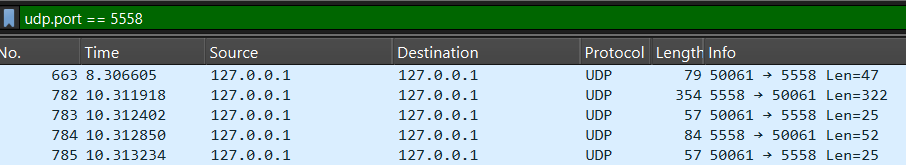 udp.port == 5558
No. Time Source Destination Protocol Length Info
663 8.306605 127.0.0.1 127.0.0.1 UDP 79 50061 → 5558 Len=47
782 10.311918 127.0.0.1 127.0.0.1 UDP 354 5558 → 50061 Len=322
783 10.312402 127.0.0.1 127.0.0.1 UDP 57 50061 → 5558 Len=25
784 10.312850 127.0.0.1 127.0.0.1 UDP 84 5558 → 50061 Len=52
785 10.313234 127.0.0.1 127.0.0.1 UDP 57 50061 → 5558 Len=25